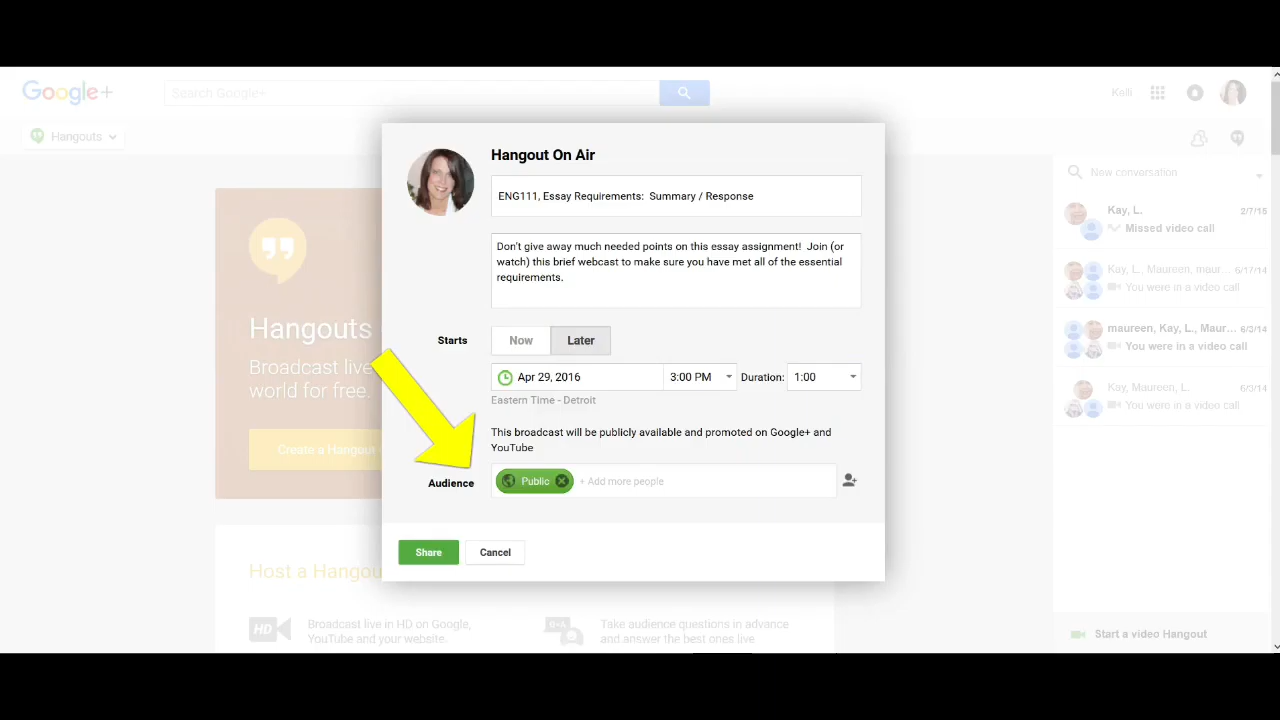 Google+
Search Google+
Kelli
Hangouts
Hangout On Air
ENG111, Essay Requirements:  Summary / Response
Don't give away much needed points on this essay assignment!  Join (or
watch) this brief webcast to make sure you have met all of the essential
requirements.
Starts
Now
Later
Apr 29, 2016
3:00 PM
Duration:
1:00
Eastern Time - Detroit
This broadcast will be publicly available and promoted on Google+ and
YouTube
Audience
Public
+ Add more people
Share
Cancel
Hangouts
Broadcast live
world for free.
Create a Hangout
Host a Hangou
HD
Broadcast live in HD on Google,
YouTube and your website.
Q+A
Take audience questions in advance
and answer the best ones live
New conversation
Kay, L.
2/7/15
Missed video call
Kay, L., Maureen, maur...
6/17/14
You were in a video call
maureen, Kay, L., Maur...
6/3/14
You were in a video call
Kay, Maureen, L.
6/3/14
You were in a video call
Start a video Hangout